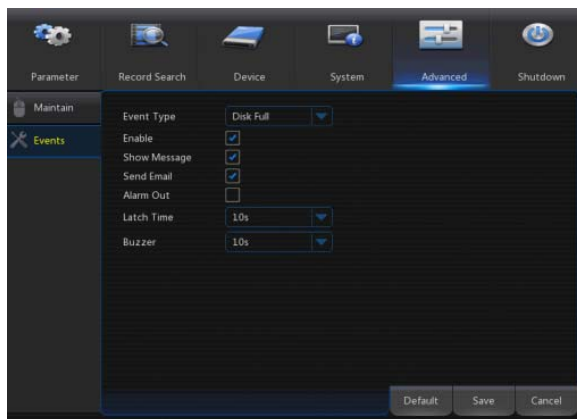 Parameter Record Search Device System Advanced Shutdown
Maintain
Events
Event Type Disk Full
Enable
Show Message
Send Email
Alarm Out
Latch Time 10s
Buzzer 10s
Default Save Cancel